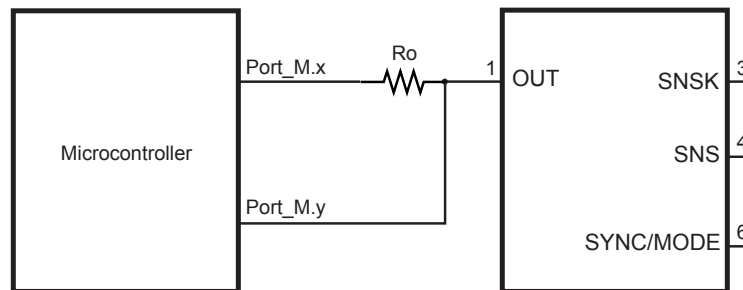 Ro
Port_M.x
1
OUT
SNSK
3
Microcontroller
SNS
4
Port_M.y
SYNC/MODE
6